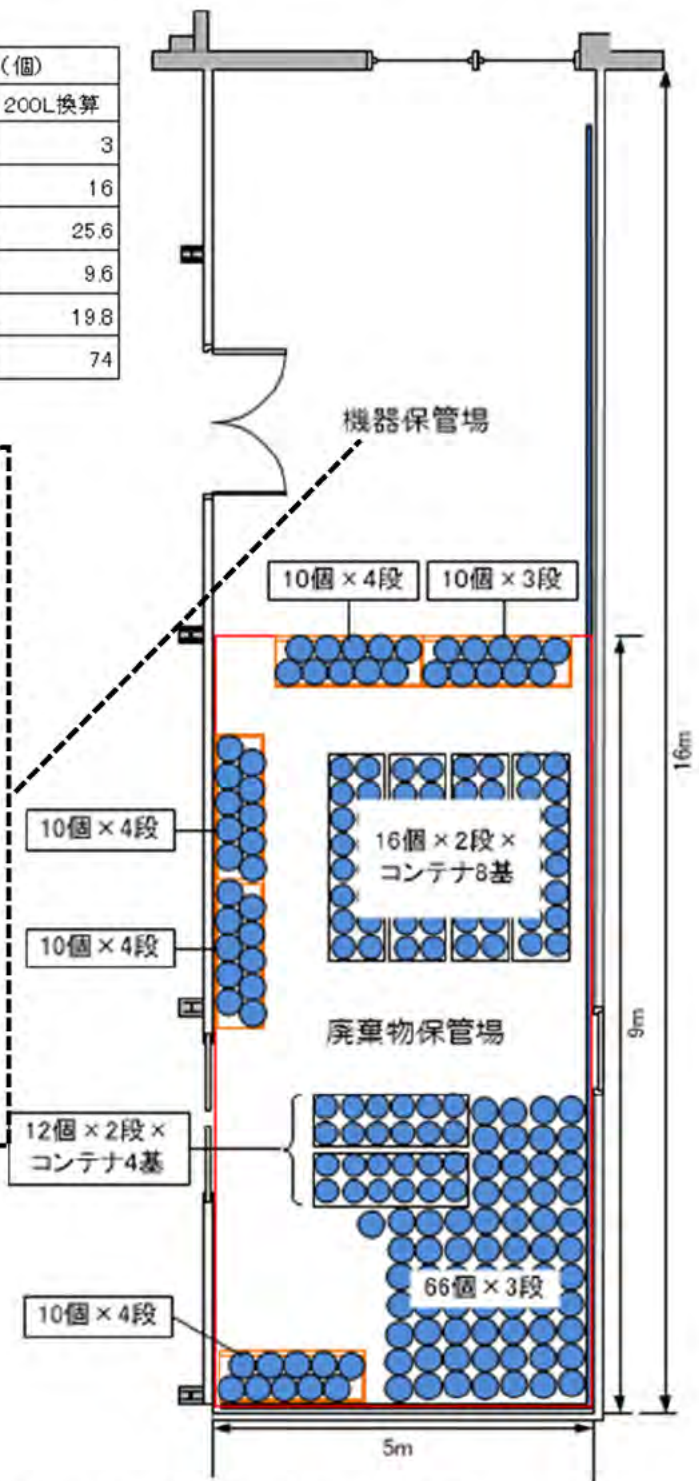 （個）
200L換算
3
16
25.6
9.6
19.8
74
機器保管場
10個×4段
10個×3段
16m
10個×4段
16個×2段×
コンテナ8基
10個×4段
9m
廃棄物保管場
12個×2段×
コンテナ4基
66個×3段
10個×4段
5m